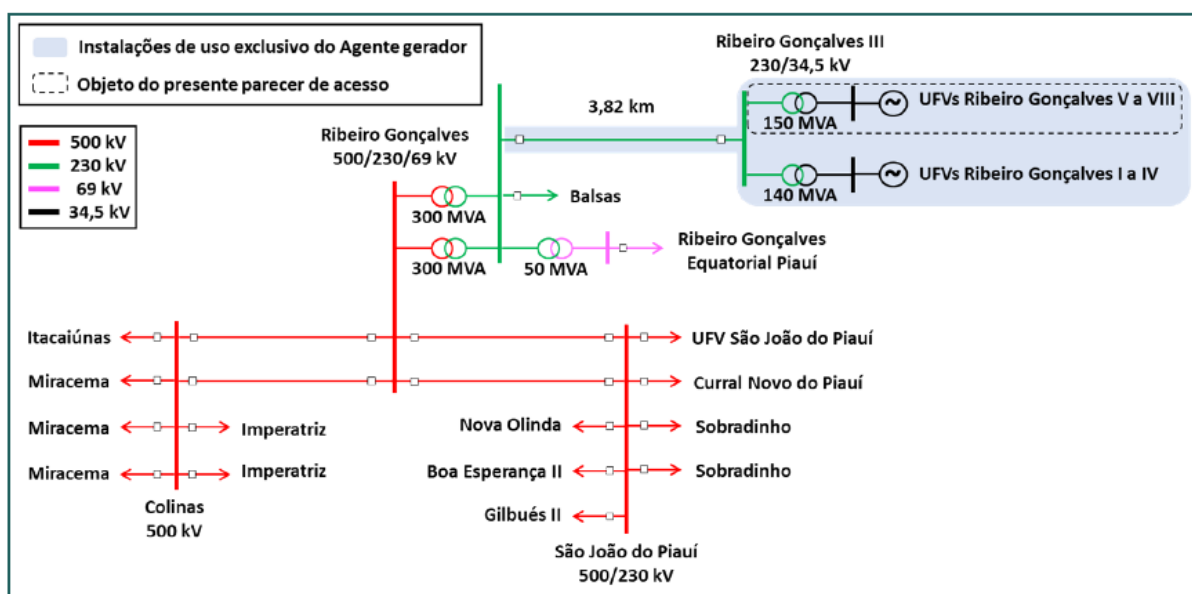 Instalações de uso exclusivo do Agente gerador
Objeto do presente parecer de acesso
500 kV
230 kV
69 kV
34,5 kV
Ribeiro Gonçalves III
230/34,5 kV
3,82 km
UFVs Ribeiro Gonçalves V a VIII
150 MVA
UFVs Ribeiro Gonçalves I a IV
140 MVA
Ribeiro Gonçalves
500/230/69 kV
300 MVA
Balsas
300 MVA
50 MVA
Ribeiro Gonçalves
Equatorial Piauí
Itacaiúnas
UFV São João do Piauí
Miracema
Curral Novo do Piauí
Miracema
Imperatriz
Nova Olinda
Sobradinho
Miracema
Imperatriz
Boa Esperança II
Sobradinho
Colinas
500 kV
Gilbués II
São João do Piauí
500/230 kV